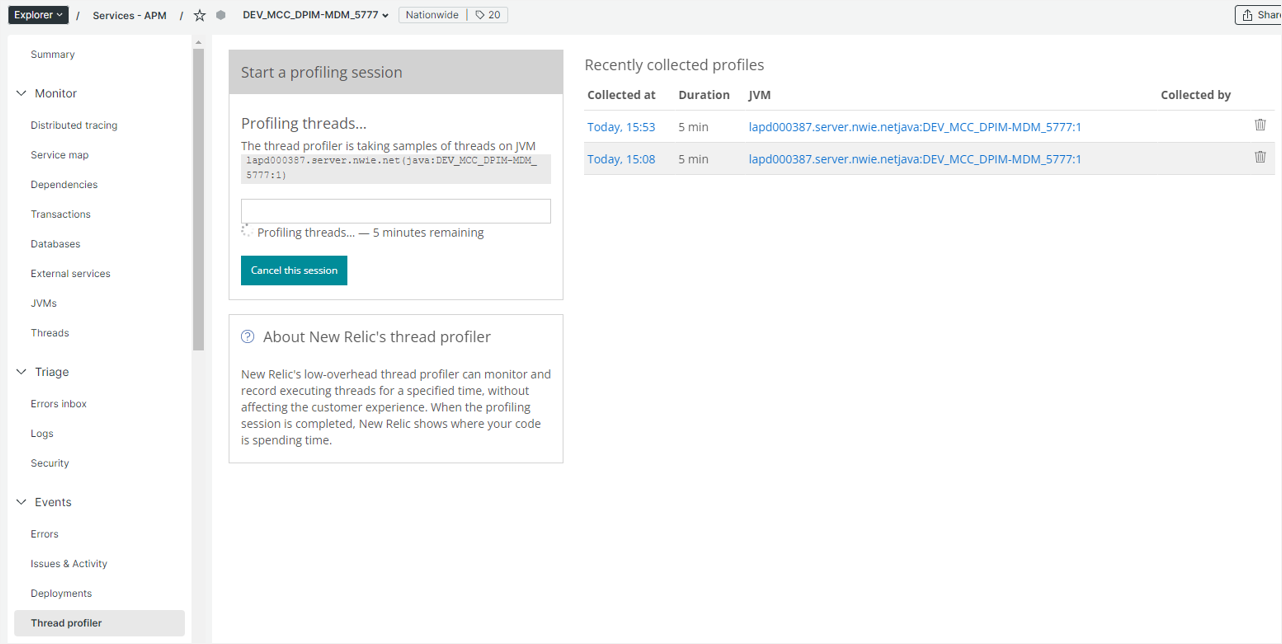 Explorer / Services - APM / DEV_MCC_DPIM-MDM_5777 Nationwide 20
Summary
Monitor
Distributed tracing
Service map
Dependencies
Transactions
Databases
External services
JVMs
Threads
Triage
Errors inbox
Logs
Security
Events
Errors
Issues & Activity
Deployments
Thread profiler
Start a profiling session
Profiling threads...
The thread profiler is taking samples of threads on JVM
lapd000387.server.nwie.net(java:DEV_MCC_DPIM-MDM_
5777:1)
Profiling threads... — 5 minutes remaining
Cancel this session
? About New Relic's thread profiler
New Relic's low-overhead thread profiler can monitor and
record executing threads for a specified time, without
affecting the customer experience. When the profiling
session is completed, New Relic shows where your code
is spending time.
Share
Recently collected profiles
Collected at Duration JVM Collected by
Today, 15:53 5 min lapd000387.server.nwie.netjava:DEV_MCC_DPIM-MDM_5777:1
Today, 15:08 5 min lapd000387.server.nwie.netjava:DEV_MCC_DPIM-MDM_5777:1